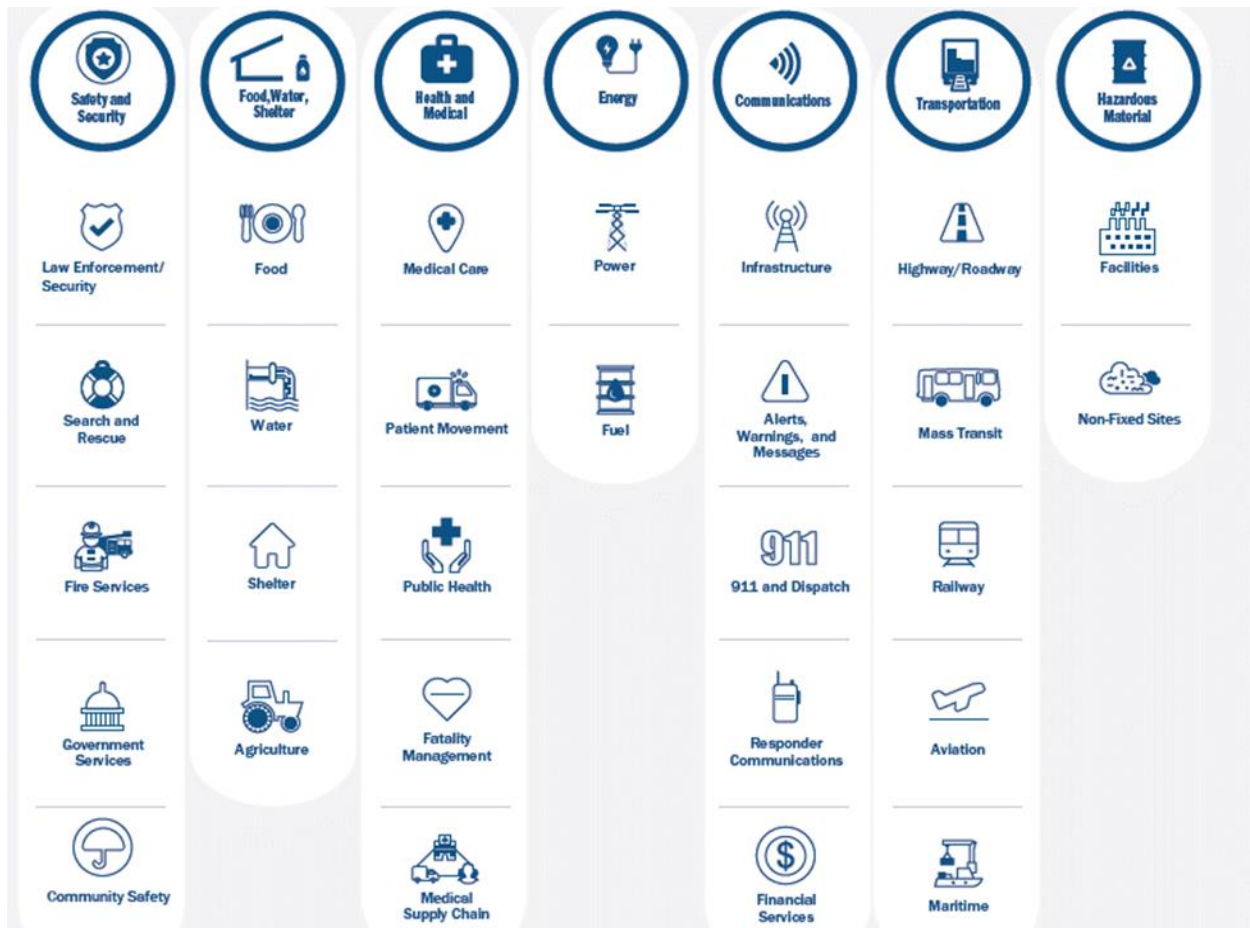 Safety and
Security
Law Enforcement/
Security
Search and
Rescue
Fire Services
Government
Services
Community Safety
Food,Water,
Shelter
Food
Water
Shelter
Agriculture
Health and
Medical
Medical Care
Patient Movement
Public Health
Fatality
Management
Medical
Supply Chain
Energy
Power
Fuel
Communications
Infrastructure
Alerts,
Warnings, and
Messages
911
911 and Dispatch
Responder
Communications
$
Financial
Services
Transportation
Highway/Roadway
Mass Transit
Railway
Aviation
Maritime
Hazardous
Material
Facilities
Non-Fixed Sites